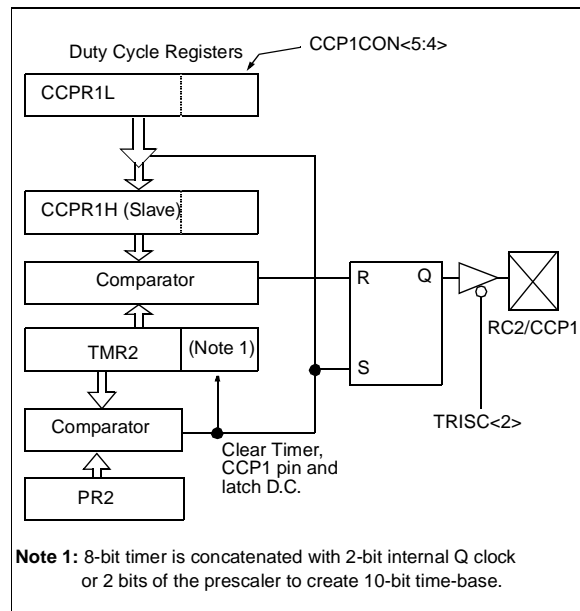 Duty Cycle Registers
CCP1CON<5:4>
CCPR1L
CCPR1H (Slave)
Comparator
R
Q
RC2/CCP1
TMR2
(Note 1)
S
TRISC<2>
Comparator
Clear Timer,
CCP1 pin and
latch D.C.
PR2
Note 1: 8-bit timer is concatenated with 2-bit internal Q clock
or 2 bits of the prescaler to create 10-bit time-base.